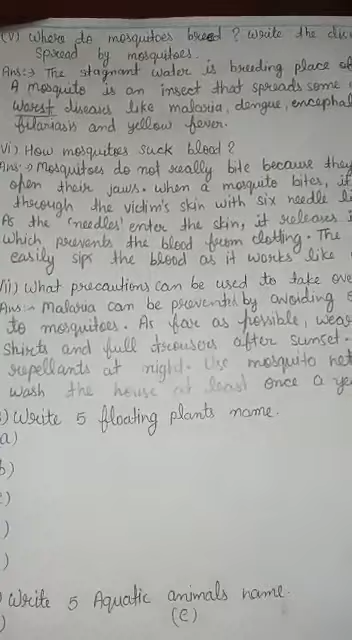 (v) Where do mosquitoes breed? Write the
Spread by mosquitoes.
Ans:→ The stagnant water is breeding place of
A mosquito is an insect that spreads some
Worst diseases like malaria, dengue, encephal
filariasis and yellow fever.
vi) How mosquitoes suck blood?
Ans:→ Mosquitoes do not really bite because they
open their jaws. When a mosquito bites, it
through the victim's skin with six needle li
As the 'needles' enter the skin, it releases
which prevents the blood from clotting. The
easily sips the blood as it works like
vii) What precautions can be used to take ove
Ans:→ Malaria can be prevented by avoiding
to mosquitoes. As far as possible, wear
shirts and full trousers after sunset.
repellants at night. Use mosquito net
wash the house at least once a ye
) Write 5 floating plants name.
a)
b)
c)
)
)
Write 5 Aquatic animals name.
) (e)